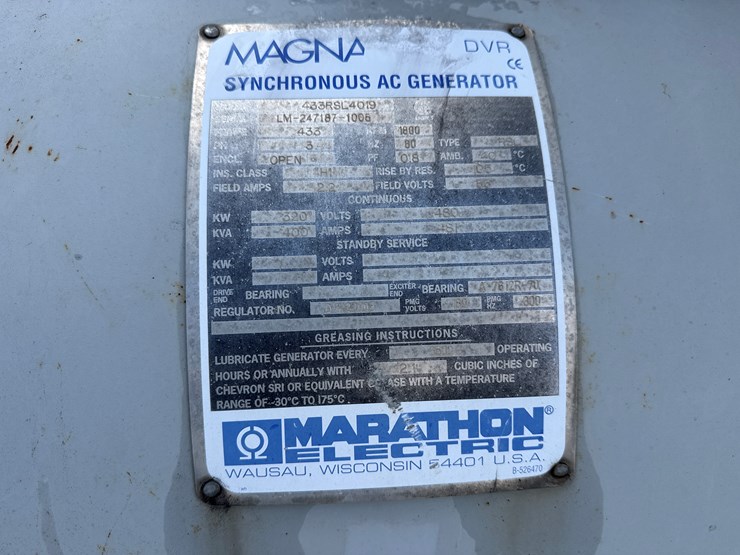 MAGNA DVR
CE
SYNCHRONOUS AC GENERATOR
433RSL4019
LM-247187-1006
433 1800
PH 3 HZ 60 TYPE
ENCL. OPEN PF 0.8 AMB. °C
INS. CLASS H RISE BY RES. °C
FIELD AMPS FIELD VOLTS
CONTINUOUS
KW 320 VOLTS 480
KVA 400 AMPS 481
STANDBY SERVICE
KW VOLTS
KVA AMPS
DRIVE END BEARING EXCITER END BEARING
REGULATOR NO. PMG VOLTS PMG HZ 300
GREASING INSTRUCTIONS
LUBRICATE GENERATOR EVERY OPERATING
HOURS OR ANNUALLY WITH CUBIC INCHES OF
CHEVRON SRI OR EQUIVALENT GREASE WITH A TEMPERATURE
RANGE OF -30°C TO 175°C.
MARATHON®
ELECTRIC
WAUSAU, WISCONSIN 54401 U.S.A.
B-526470